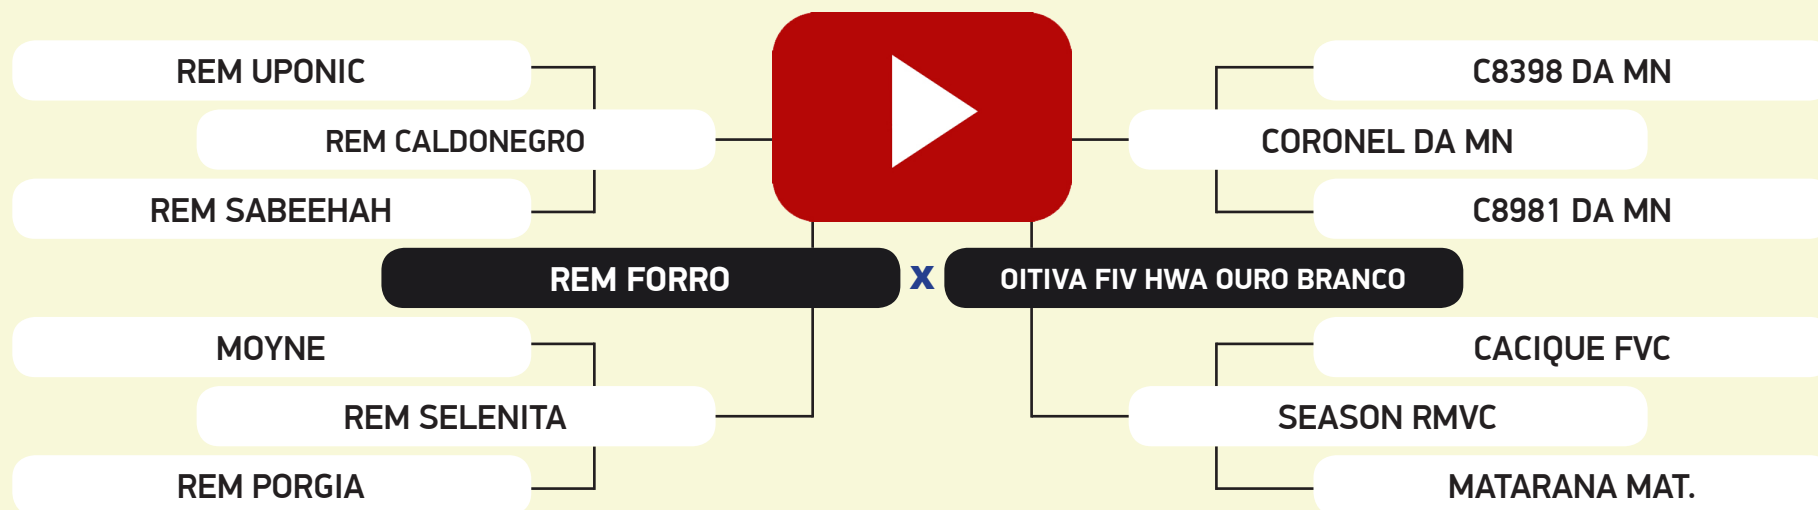 REM UPONIC
C8398 DA MN
REM CALDONEGRO
CORONEL DA MN
REM SABEEHAH
C8981 DA MN
REM FORRO x OITIVA FIV HWA OURO BRANCO
MOYNE
CACIQUE FVC
REM SELENITA
SEASON RMVC
REM PORGIA
MATARANA MAT.